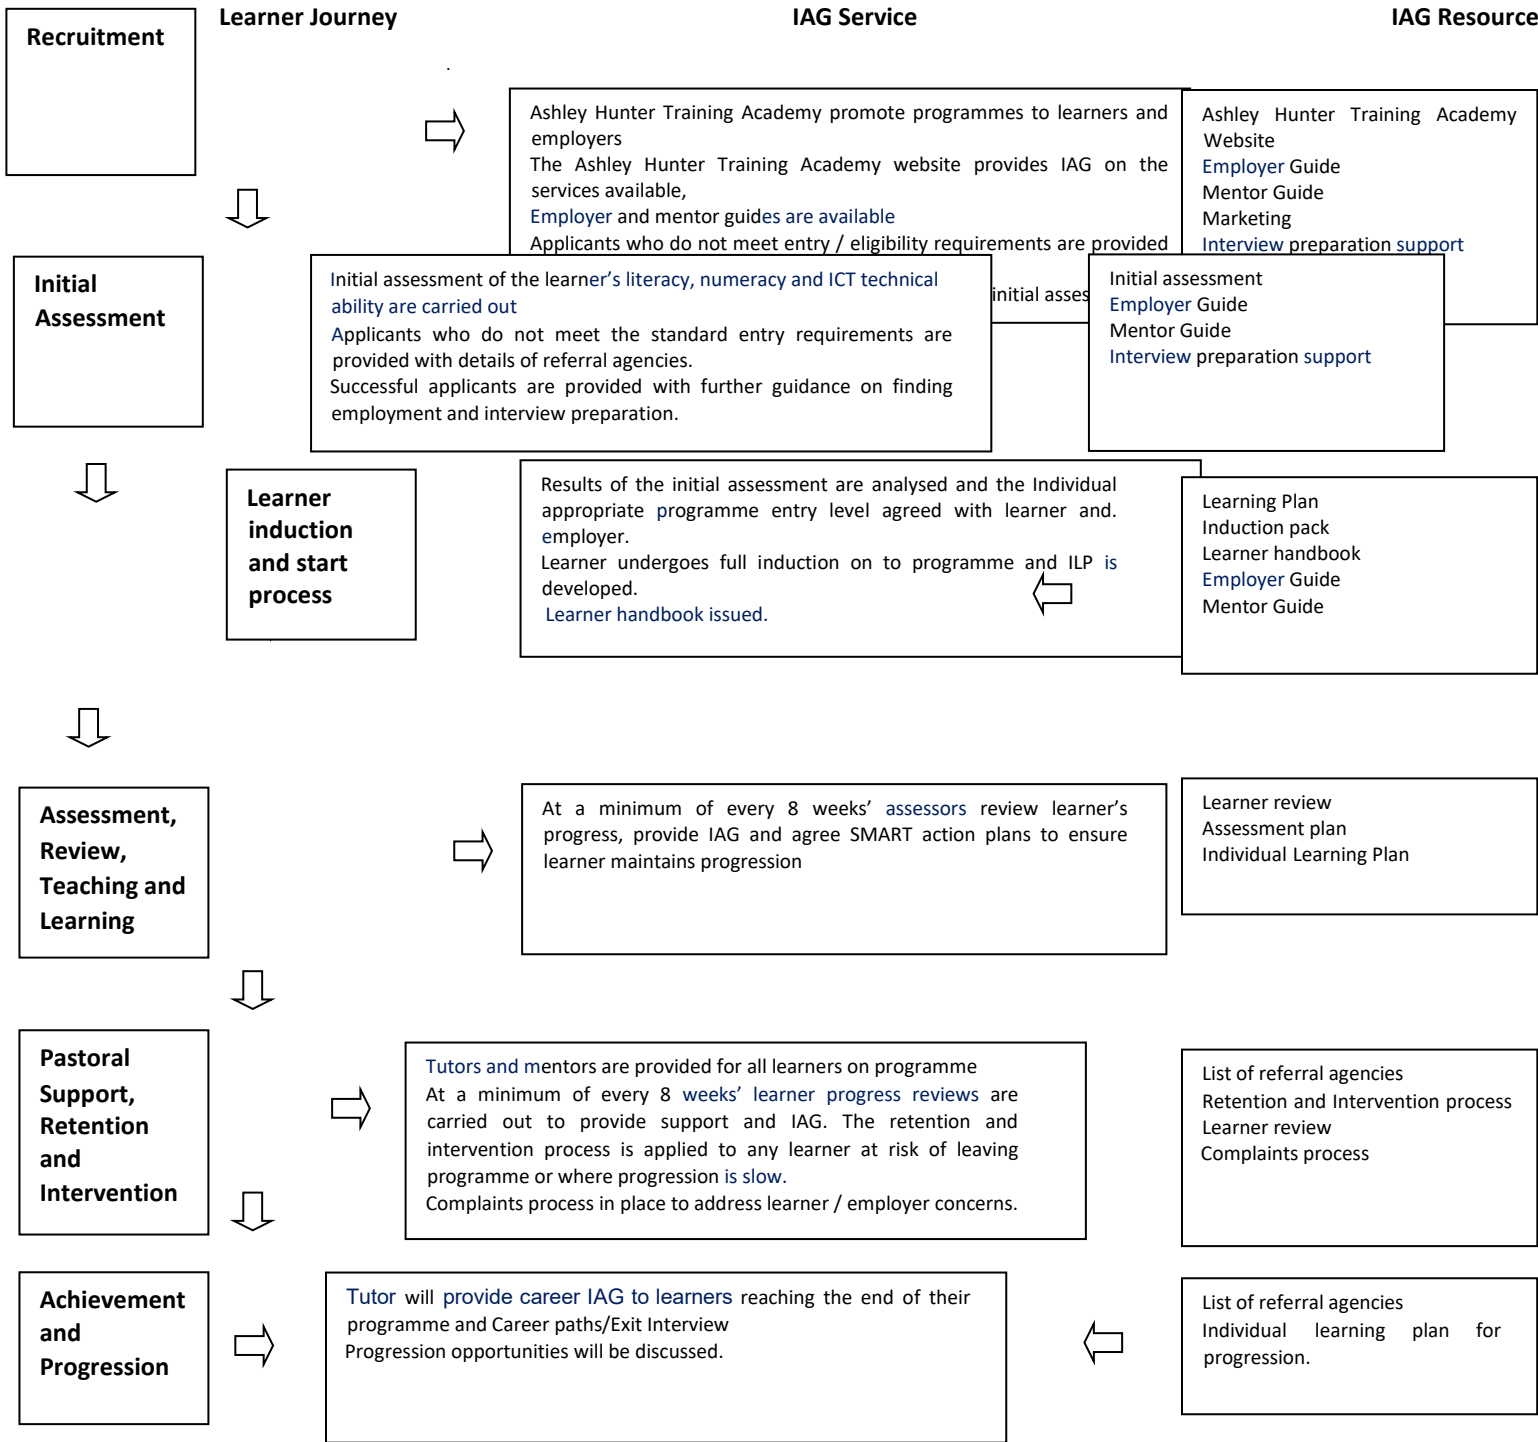 Learner Journey
IAG Service
IAG Resource
Recruitment
Ashley Hunter Training Academy promote programmes to learners and
employers
The Ashley Hunter Training Academy website provides IAG on the
services available,
Employer and mentor guides are available
Applicants who do not meet entry / eligibility requirements are provided
initial asses
Ashley Hunter Training Academy
Website
Employer Guide
Mentor Guide
Marketing
Interview preparation support
Initial
Assessment
Initial assessment of the learner's literacy, numeracy and ICT technical
ability are carried out
Applicants who do not meet the standard entry requirements are
provided with details of referral agencies.
Successful applicants are provided with further guidance on finding
employment and interview preparation.
Initial assessment
Employer Guide
Mentor Guide
Interview preparation support
Learner
induction
and start
process
Results of the initial assessment are analysed and the Individual
appropriate programme entry level agreed with learner and.
employer.
Learner undergoes full induction on to programme and ILP is
developed.
Learner handbook issued.
Learning Plan
Induction pack
Learner handbook
Employer Guide
Mentor Guide
Assessment,
Review,
Teaching and
Learning
At a minimum of every 8 weeks' assessors review learner's
progress, provide IAG and agree SMART action plans to ensure
learner maintains progression
Learner review
Assessment plan
Individual Learning Plan
Pastoral
Support,
Retention
and
Intervention
Tutors and mentors are provided for all learners on programme
At a minimum of every 8 weeks' learner progress reviews are
carried out to provide support and IAG. The retention and
intervention process is applied to any learner at risk of leaving
programme or where progression is slow.
Complaints process in place to address learner / employer concerns.
List of referral agencies
Retention and Intervention process
Learner review
Complaints process
Achievement
and
Progression
Tutor will provide career IAG to learners reaching the end of their
programme and Career paths/Exit Interview
Progression opportunities will be discussed.
List of referral agencies
Individual learning plan for
progression.